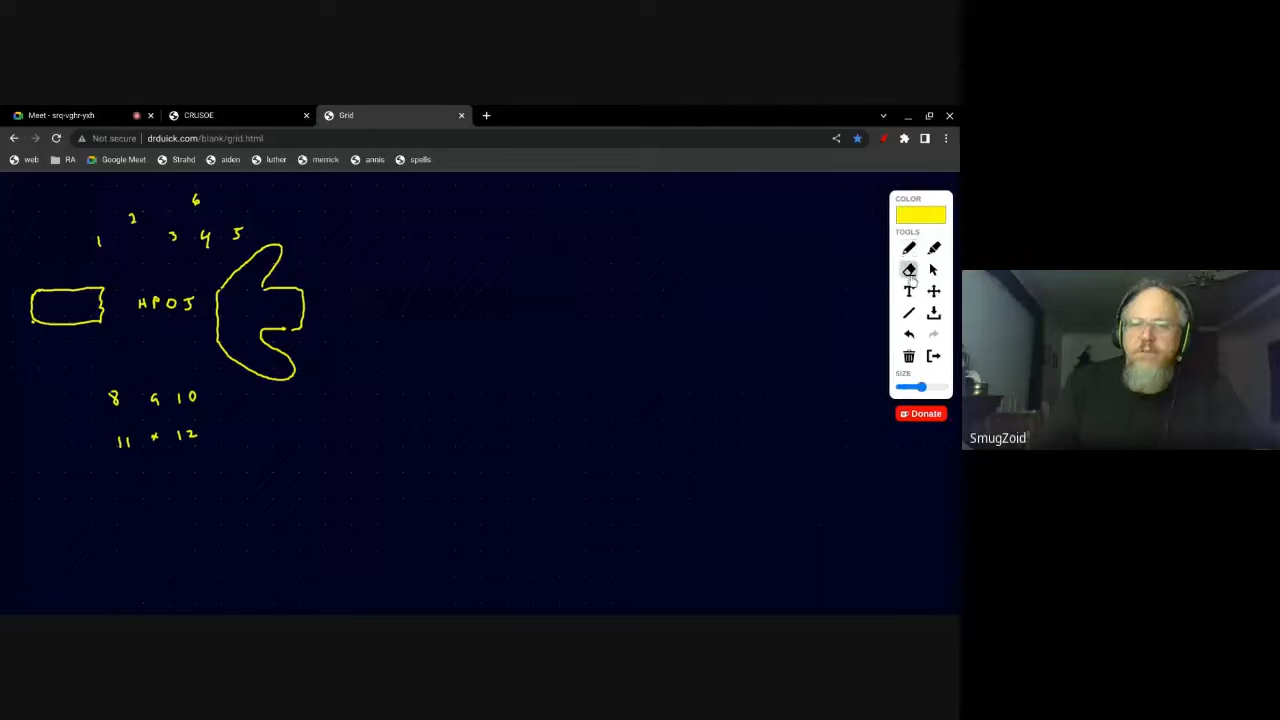 Meet - srq-vghr-yxh
CRUSOE
Grid
Not secure
drduick.com/blank/grid.html
web
RA
Google Meet
Strahd
aiden
luther
merrick
annis
spells
COLOR
TOOLS
T
SIZE
Donate
6
2
1 3 4 5
H P O J
8 9 10
11 * 12
SmugZoid